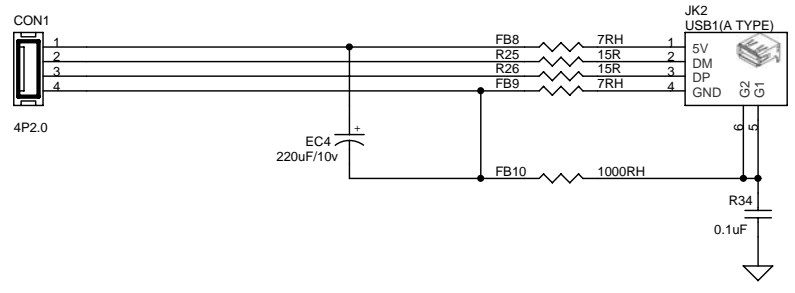 JK2
CON1
USB1(A TYPE)
1 FB8 7RH 1 5V
2 R25 15R 2 DM
3 R26 15R 3 DP
4 FB9 7RH 4 GND
G2 G1
4P2.0
6 5
+
EC4
220uF/10v
FB10 1000RH
R34
0.1uF